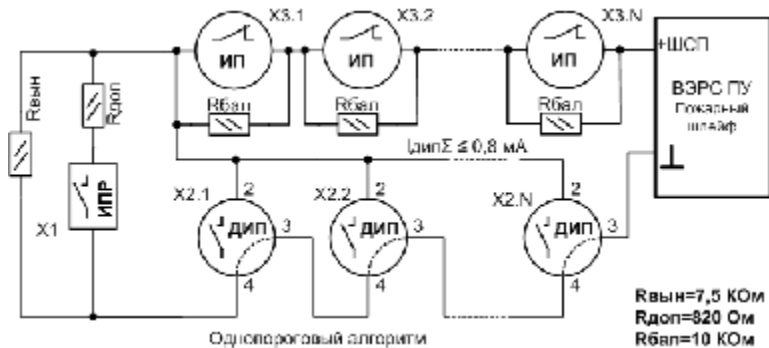 X3.1
X3.2
X3.N
ИП
ИП
ИП
Rбал
Rбал
Rбал
+ШСП
ВЭРС ПУ
Пожарный
шлейф
Rвын
Rдоп
ИПР
X1
IдипΣ ≤ 0,8 мА
X2.1
2
ДИП
3
4
X2.2
2
ДИП
3
4
X2.N
2
ДИП
3
4
Rвын=7,5 КОм
Rдоп=820 Ом
Rбал=10 КОм
Однопороговый алгоритм